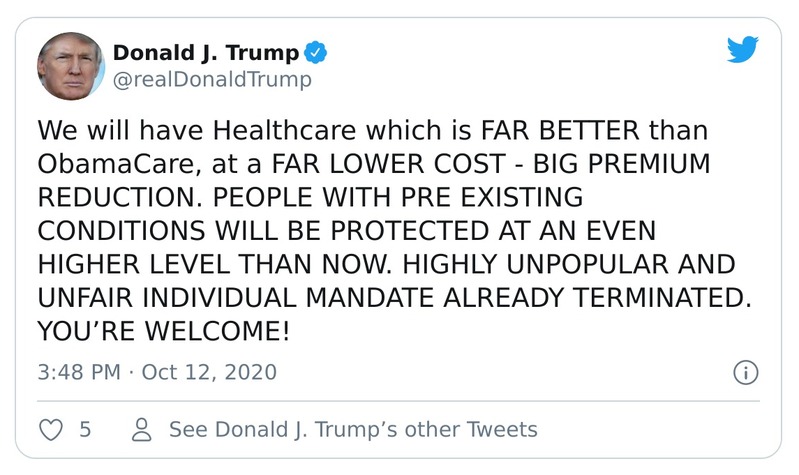 Donald J. Trump
@realDonaldTrump
We will have Healthcare which is FAR BETTER than
ObamaCare, at a FAR LOWER COST - BIG PREMIUM
REDUCTION. PEOPLE WITH PRE EXISTING
CONDITIONS WILL BE PROTECTED AT AN EVEN
HIGHER LEVEL THAN NOW. HIGHLY UNPOPULAR AND
UNFAIR INDIVIDUAL MANDATE ALREADY TERMINATED.
YOU’RE WELCOME!
3:48 PM · Oct 12, 2020
5 See Donald J. Trump’s other Tweets